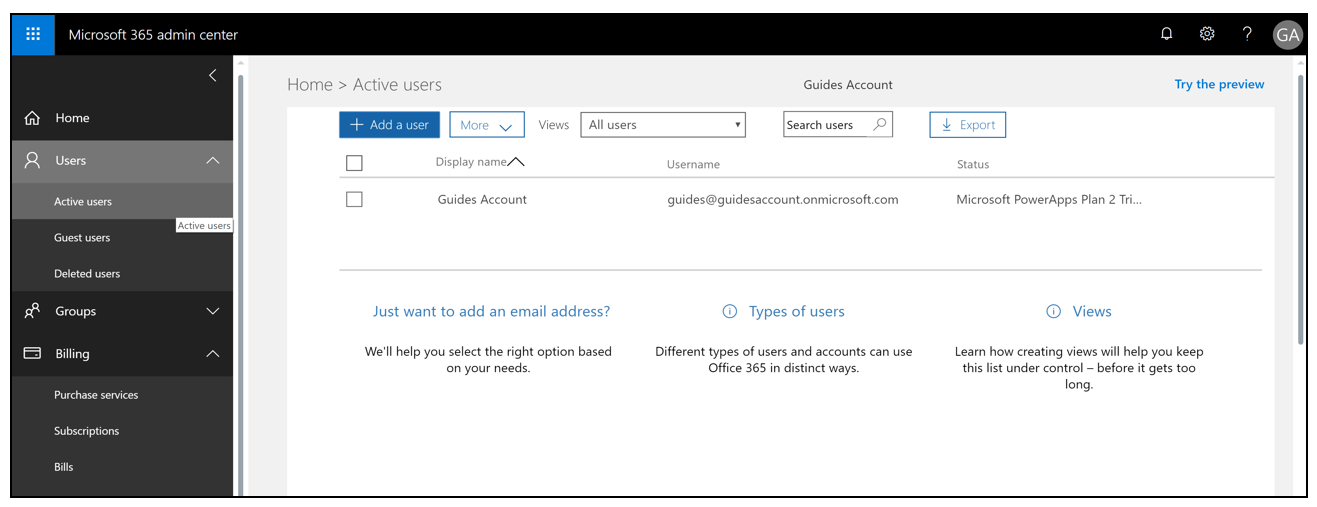 Microsoft 365 admin center
GA
Home
Users
Active users
Active users
Guest users
Deleted users
Groups
Billing
Purchase services
Subscriptions
Bills
Home > Active users
Guides Account
Try the preview
+ Add a user
More
Views
All users
Search users
Export
Display name
Username
Status
Guides Account
guides@guidesaccount.onmicrosoft.com
Microsoft PowerApps Plan 2 Tri...
Just want to add an email address?
We'll help you select the right option based
on your needs.
Types of users
Different types of users and accounts can use
Office 365 in distinct ways.
Views
Learn how creating views will help you keep
this list under control – before it gets too
long.